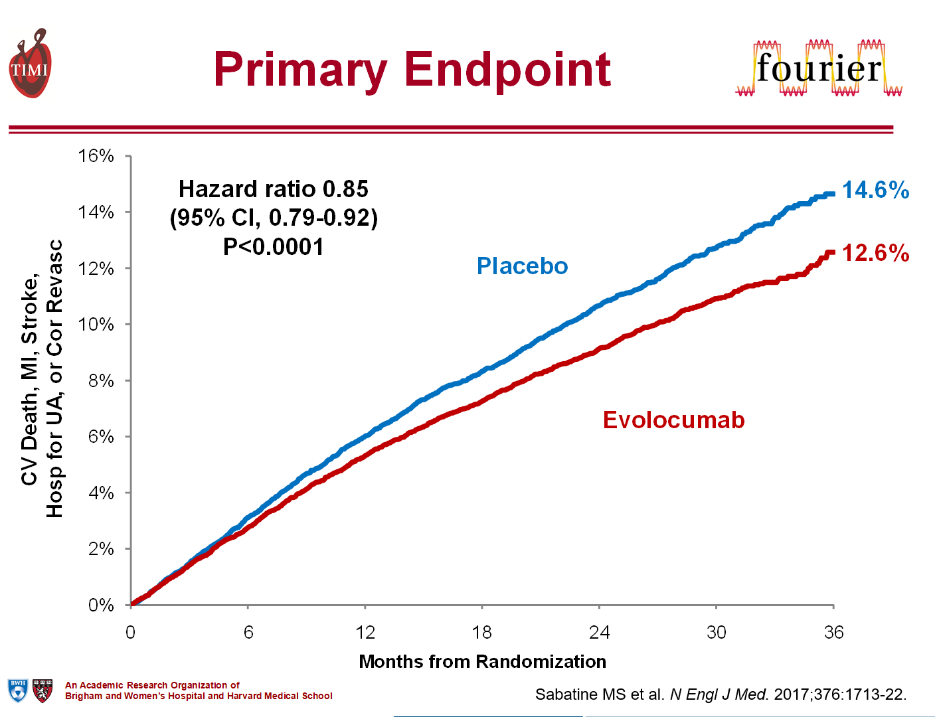 TIMI
Primary Endpoint
fourier
16%
14%
12%
10%
8%
6%
4%
2%
0%
CV Death, MI, Stroke,
Hosp for UA, or Cor Revasc
Hazard ratio 0.85
(95% CI, 0.79-0.92)
P<0.0001
Placebo
14.6%
12.6%
Evolocumab
0 6 12 18 24 30 36
Months from Randomization
BWH
An Academic Research Organization of
Brigham and Women's Hospital and Harvard Medical School
Sabatine MS et al. N Engl J Med. 2017;376:1713-22.